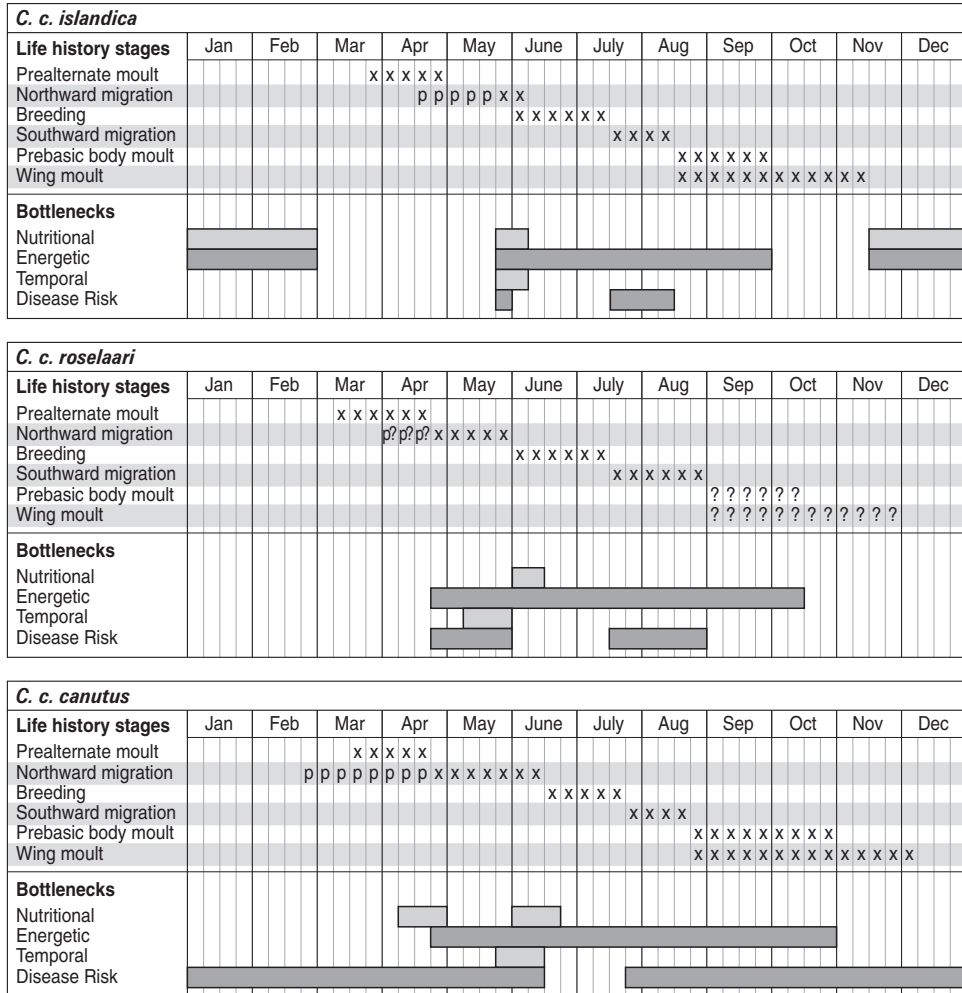 C. c. islandica
Life history stages Jan Feb Mar Apr May June July Aug Sep Oct Nov Dec
Prealternate moult x x x x x
Northward migration p p p p p x x
Breeding x x x x x x
Southward migration x x x x
Prebasic body moult x x x x x x
Wing moult x x x x x x x x x x x x
Bottlenecks
Nutritional
Energetic
Temporal
Disease Risk
C. c. roselaari
Life history stages Jan Feb Mar Apr May June July Aug Sep Oct Nov Dec
Prealternate moult x x x x x x
Northward migration p? p? p? x x x x x
Breeding x x x x x x
Southward migration x x x x x x
Prebasic body moult ? ? ? ? ? ?
Wing moult ? ? ? ? ? ? ? ? ? ? ? ?
Bottlenecks
Nutritional
Energetic
Temporal
Disease Risk
C. c. canutus
Life history stages Jan Feb Mar Apr May June July Aug Sep Oct Nov Dec
Prealternate moult x x x x x
Northward migration p p p p p p p p x x x x x x x
Breeding x x x x x
Southward migration x x x x
Prebasic body moult x x x x x x x x x
Wing moult x x x x x x x x x x x x x x
Bottlenecks
Nutritional
Energetic
Temporal
Disease Risk